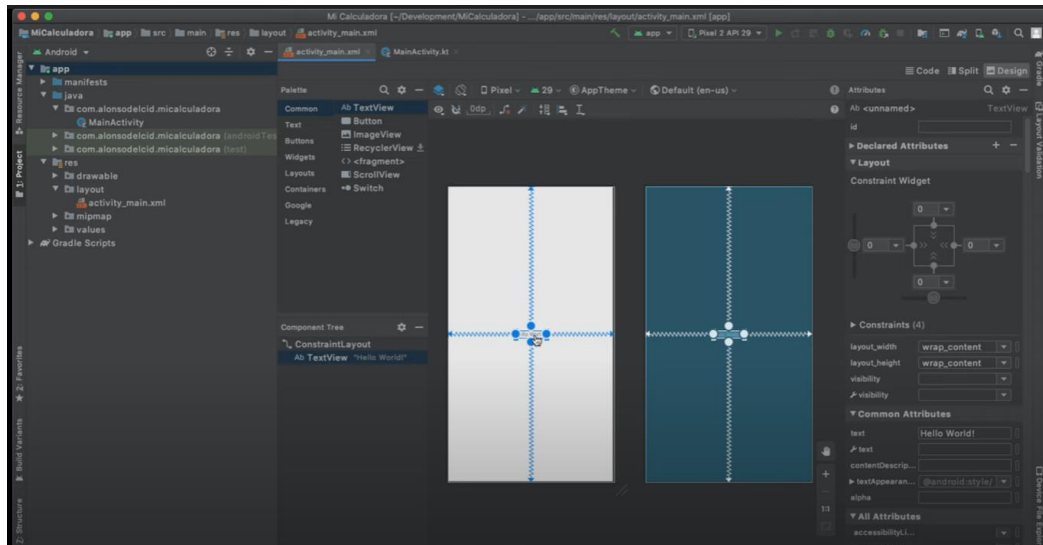 Mi Calculadora [~/Development/MiCalculadora] - .../app/src/main/res/layout/activity_main.xml [app]
MiCalculadora app src main res layout activity_main.xml
app Pixel 2 API 29
Android
activity_main.xml MainActivity.kt
Code Split Design
Resource Manager
1: Project
2: Favorites
Build Variants
Z: Structure
app
manifests
java
com.alonsodelcid.micalculadora
MainActivity
com.alonsodelcid.micalculadora (androidTes
com.alonsodelcid.micalculadora (test)
res
drawable
layout
activity_main.xml
mipmap
values
Gradle Scripts
Palette
Common
Text
Buttons
Widgets
Layouts
Containers
Google
Legacy
Ab TextView
Button
ImageView
RecyclerView
<> <fragment>
ScrollView
Switch
Component Tree
ConstraintLayout
Ab TextView "Hello World!"
Pixel 29 AppTheme Default (en-us)
0dp
1:1
Attributes
Ab <unnamed> TextView
id
Declared Attributes
Layout
Constraint Widget
0
0 0
0
Constraints (4)
layout_width wrap_content
layout_height wrap_content
visibility
visibility
Common Attributes
text Hello World!
text
contentDescrip...
textAppearan... @android:style/
alpha
All Attributes
accessibilityLi...
Gradle
Layout Validation
Device File Explor